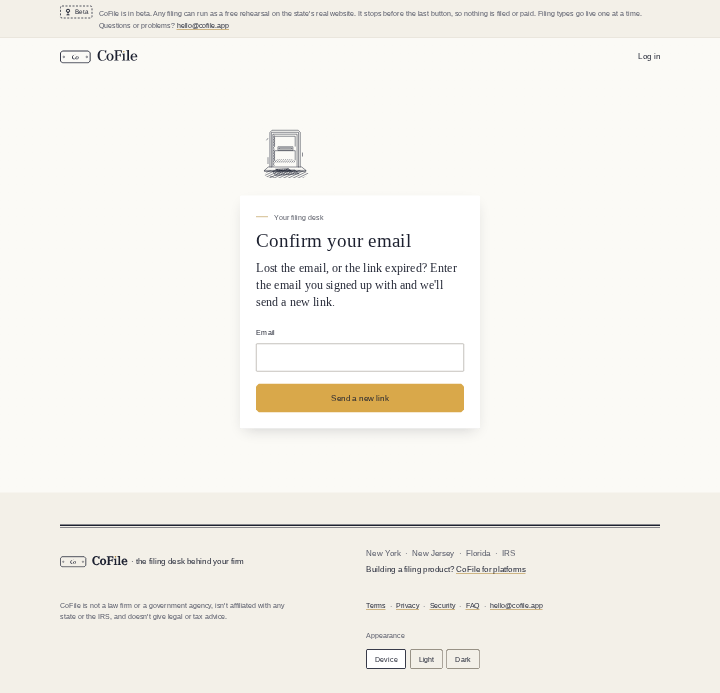 Beta
CoFile is in beta. Any filing can run as a free rehearsal on the state's real website. It stops before the last button, so nothing is filed or paid. Filing types go live one at a time.
Questions or problems? hello@cofile.app
Co CoFile
Log in
Your filing desk
Confirm your email
Lost the email, or the link expired? Enter
the email you signed up with and we'll
send a new link.
Email
Send a new link
Co CoFile · the filing desk behind your firm
New York · New Jersey · Florida · IRS
Building a filing product? CoFile for platforms
CoFile is not a law firm or a government agency, isn't affiliated with any
state or the IRS, and doesn't give legal or tax advice.
Terms · Privacy · Security · FAQ · hello@cofile.app
Appearance
Device Light Dark